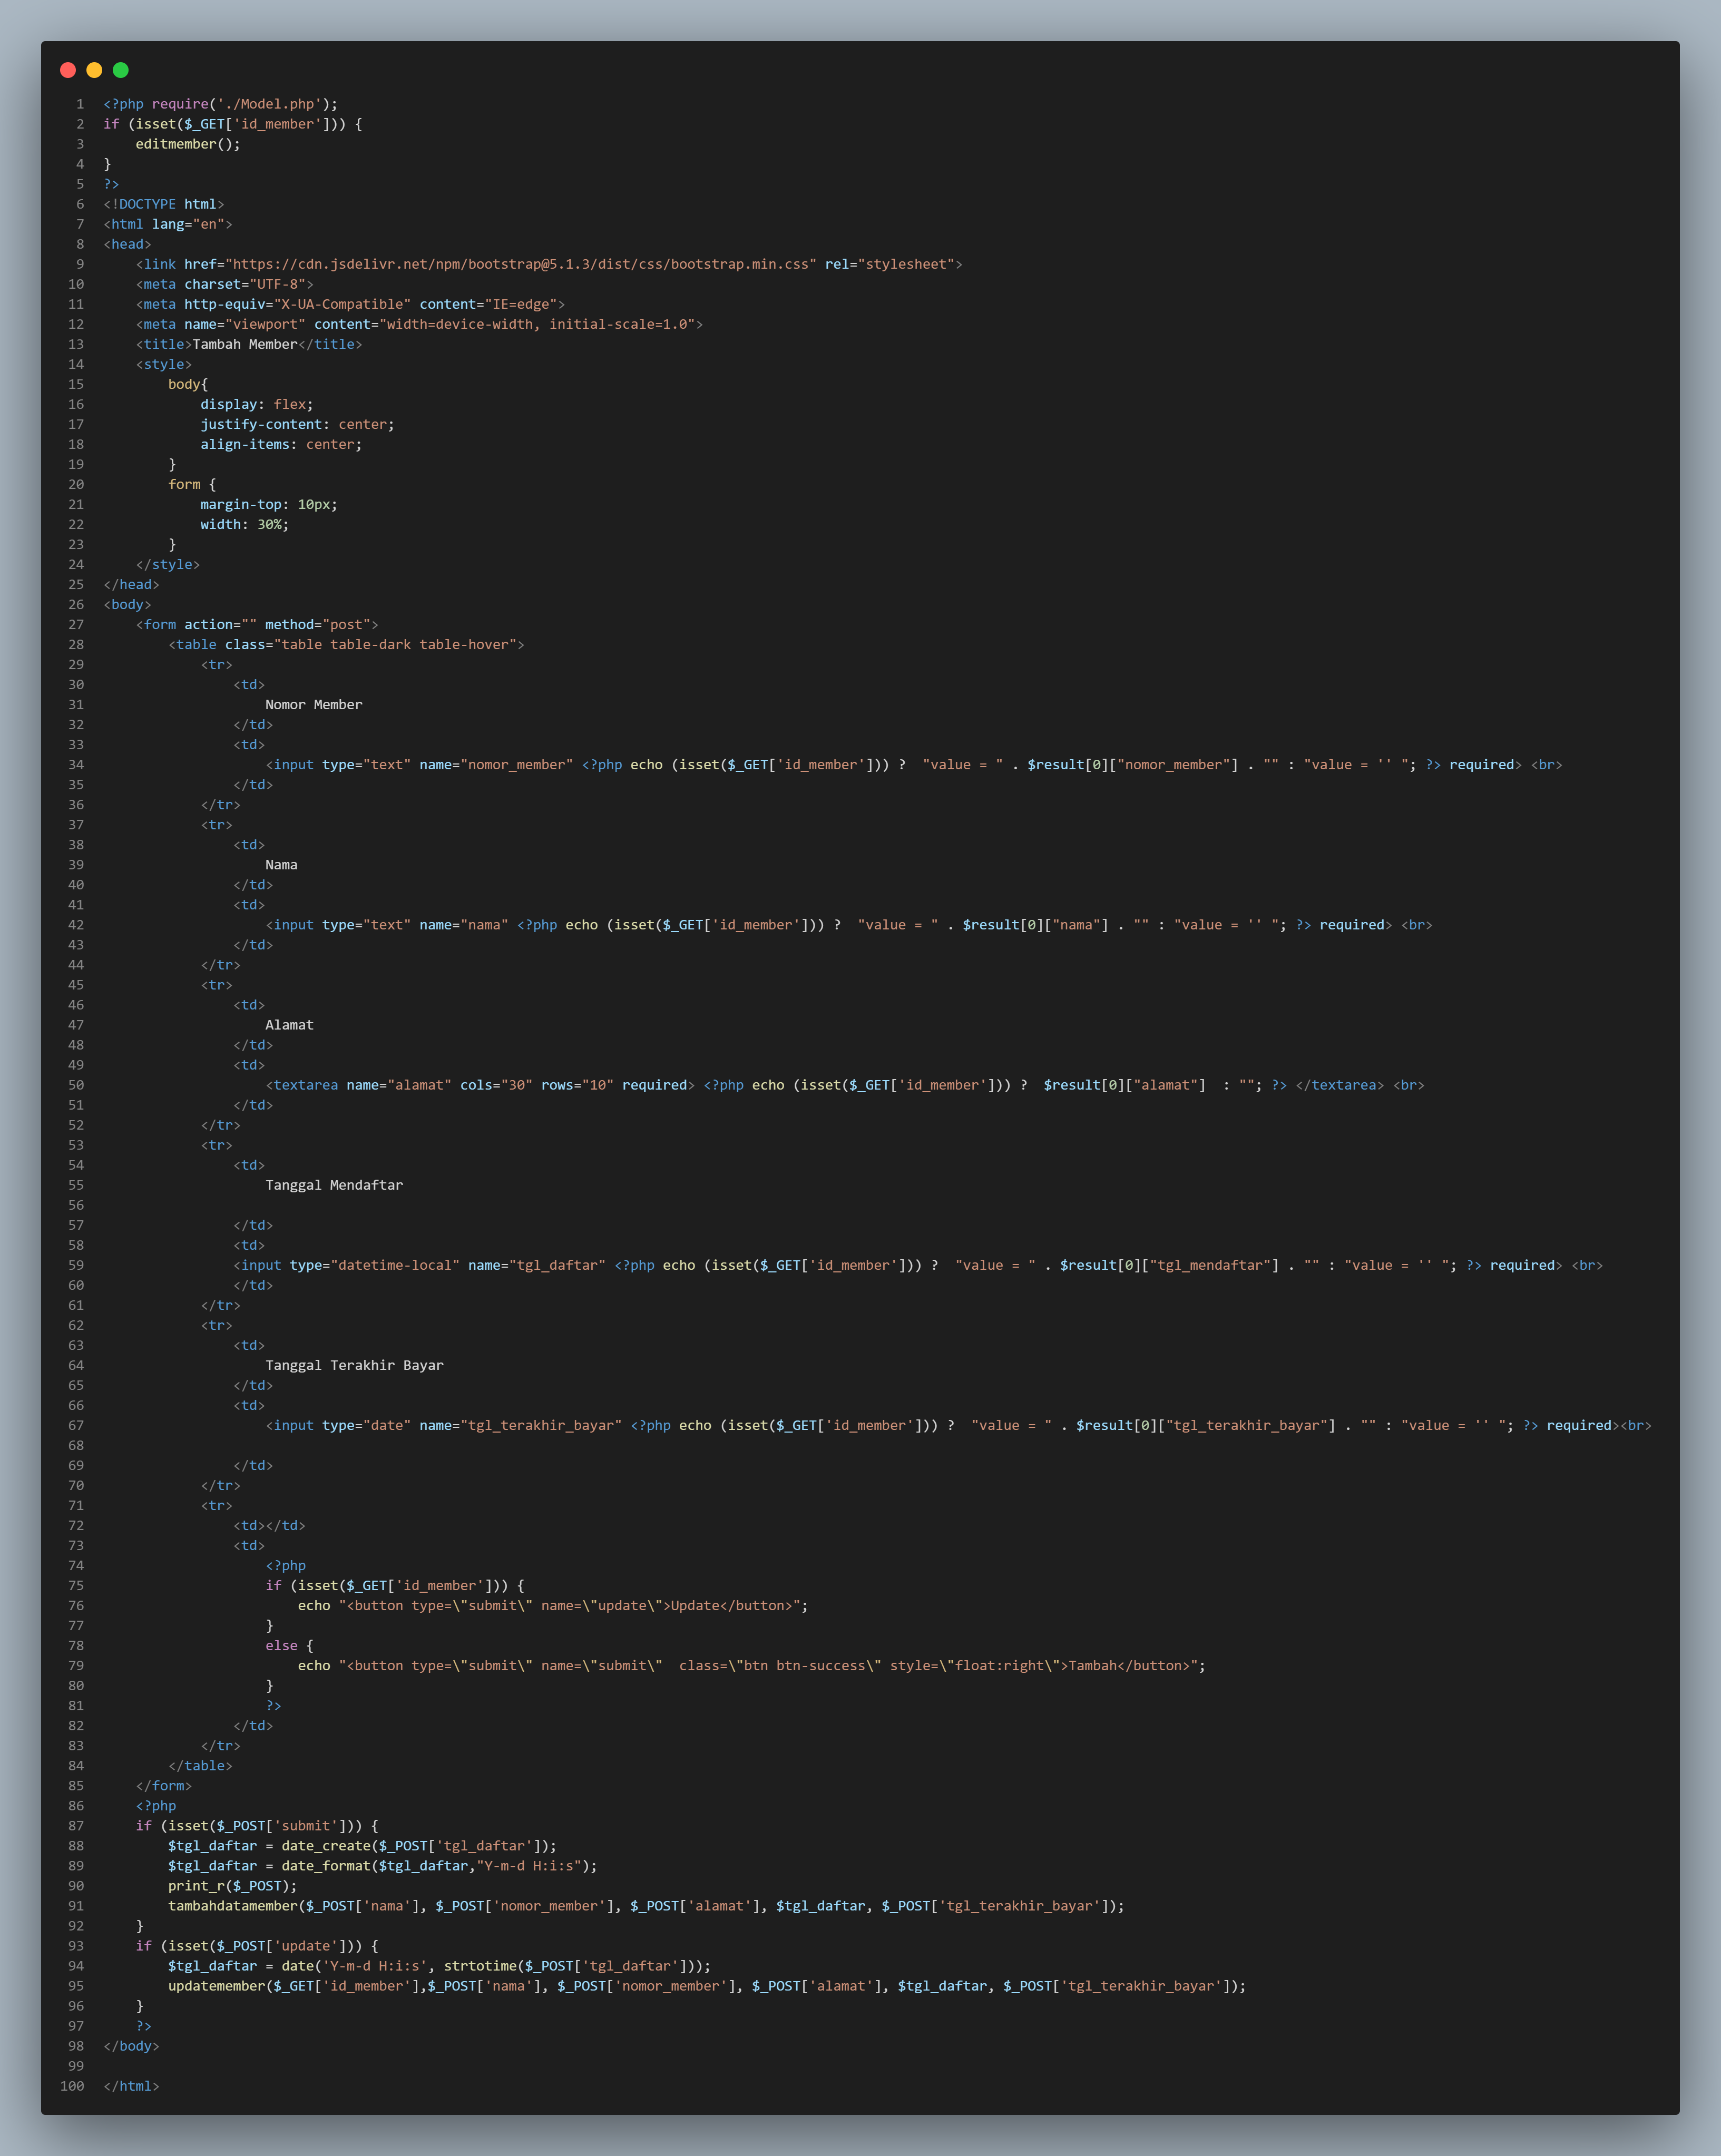 1 <?php require('./Model.php');
2 if (isset($_GET['id_member'])) {
3     editmember();
4 }
5 ?>
6 <!DOCTYPE html>
7 <html lang="en">
8 <head>
9     <link href="https://cdn.jsdelivr.net/npm/bootstrap@5.1.3/dist/css/bootstrap.min.css" rel="stylesheet">
10     <meta charset="UTF-8">
11     <meta http-equiv="X-UA-Compatible" content="IE=edge">
12     <meta name="viewport" content="width=device-width, initial-scale=1.0">
13     <title>Tambah Member</title>
14     <style>
15         body{
16             display: flex;
17             justify-content: center;
18             align-items: center;
19         }
20         form {
21             margin-top: 10px;
22             width: 30%;
23         }
24     </style>
25 </head>
26 <body>
27     <form action="" method="post">
28         <table class="table table-dark table-hover">
29             <tr>
30                 <td>
31                     Nomor Member
32                 </td>
33                 <td>
34                     <input type="text" name="nomor_member" <?php echo (isset($_GET['id_member'])) ?  "value = " . $result[0]["nomor_member"] . "" : "value = '' "; ?> required> <br>
35                 </td>
36             </tr>
37             <tr>
38                 <td>
39                     Nama
40                 </td>
41                 <td>
42                     <input type="text" name="nama" <?php echo (isset($_GET['id_member'])) ?  "value = " . $result[0]["nama"] . "" : "value = '' "; ?> required> <br>
43                 </td>
44             </tr>
45             <tr>
46                 <td>
47                     Alamat
48                 </td>
49                 <td>
50                     <textarea name="alamat" cols="30" rows="10" required> <?php echo (isset($_GET['id_member'])) ?  $result[0]["alamat"]  : ""; ?> </textarea> <br>
51                 </td>
52             </tr>
53             <tr>
54                 <td>
55                     Tanggal Mendaftar
56
57                 </td>
58                 <td>
59                 <input type="datetime-local" name="tgl_daftar" <?php echo (isset($_GET['id_member'])) ?  "value = " . $result[0]["tgl_mendaftar"] . "" : "value = '' "; ?> required> <br>
60                 </td>
61             </tr>
62             <tr>
63                 <td>
64                     Tanggal Terakhir Bayar
65                 </td>
66                 <td>
67                     <input type="date" name="tgl_terakhir_bayar" <?php echo (isset($_GET['id_member'])) ?  "value = " . $result[0]["tgl_terakhir_bayar"] . "" : "value = '' "; ?> required><br>
68
69                 </td>
70             </tr>
71             <tr>
72                 <td></td>
73                 <td>
74                     <?php
75                     if (isset($_GET['id_member'])) {
76                         echo "<button type=\"submit\" name=\"update\">Update</button>";
77                     }
78                     else {
79                         echo "<button type=\"submit\" name=\"submit\"  class=\"btn btn-success\" style=\"float:right\">Tambah</button>";
80                     }
81                     ?>
82                 </td>
83             </tr>
84         </table>
85     </form>
86     <?php
87     if (isset($_POST['submit'])) {
88         $tgl_daftar = date_create($_POST['tgl_daftar']);
89         $tgl_daftar = date_format($tgl_daftar,"Y-m-d H:i:s");
90         print_r($_POST);
91         tambahdatamember($_POST['nama'], $_POST['nomor_member'], $_POST['alamat'], $tgl_daftar, $_POST['tgl_terakhir_bayar']);
92     }
93     if (isset($_POST['update'])) {
94         $tgl_daftar = date('Y-m-d H:i:s', strtotime($_POST['tgl_daftar']));
95         updatemember($_GET['id_member'],$_POST['nama'], $_POST['nomor_member'], $_POST['alamat'], $tgl_daftar, $_POST['tgl_terakhir_bayar']);
96     }
97     ?>
98 </body>
99
100 </html>